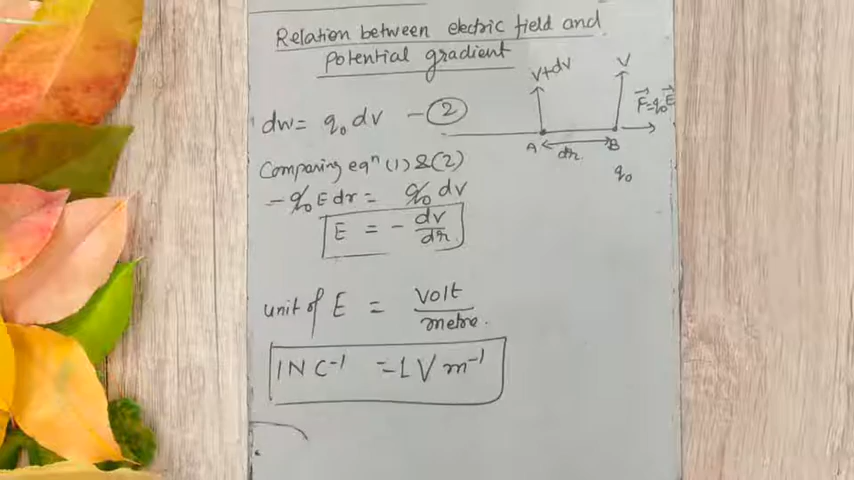 Relation between electric field and
Potential gradient
V+dv
V
dw = q₀ dv - ②
F⃗=q₀E⃗
A
B
dr
q₀
Comparing eqⁿ (1) & (2)
- q₀ E dr = q₀ dv
E = - dv/dr
unit of E = Volt/metre.
1 N C⁻¹ = 1 V m⁻¹